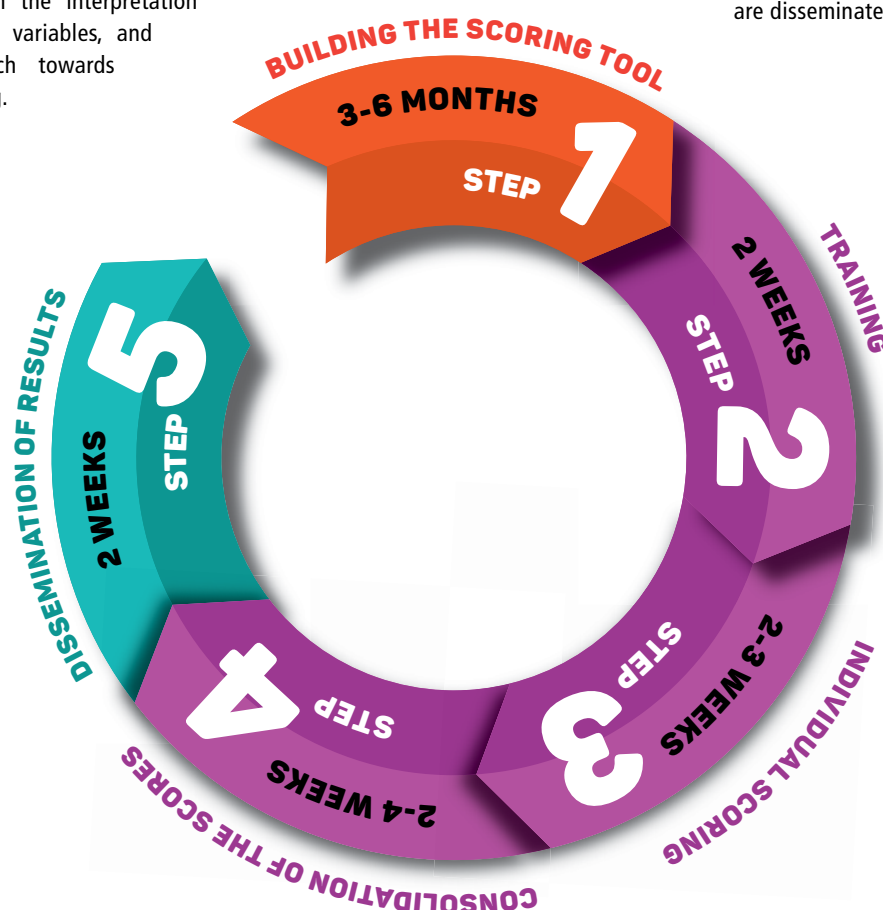 the interpretation
variables, and
towards
are disseminate
BUILDING THE SCORING TOOL
3-6 MONTHS
STEP 1
TRAINING
2 WEEKS
STEP 2
INDIVIDUAL SCORING
2-3 WEEKS
STEP 3
CONSOLIDATION OF THE SCORES
2-4 WEEKS
STEP 4
DISSEMINATION OF RESULTS
2 WEEKS
STEP 5